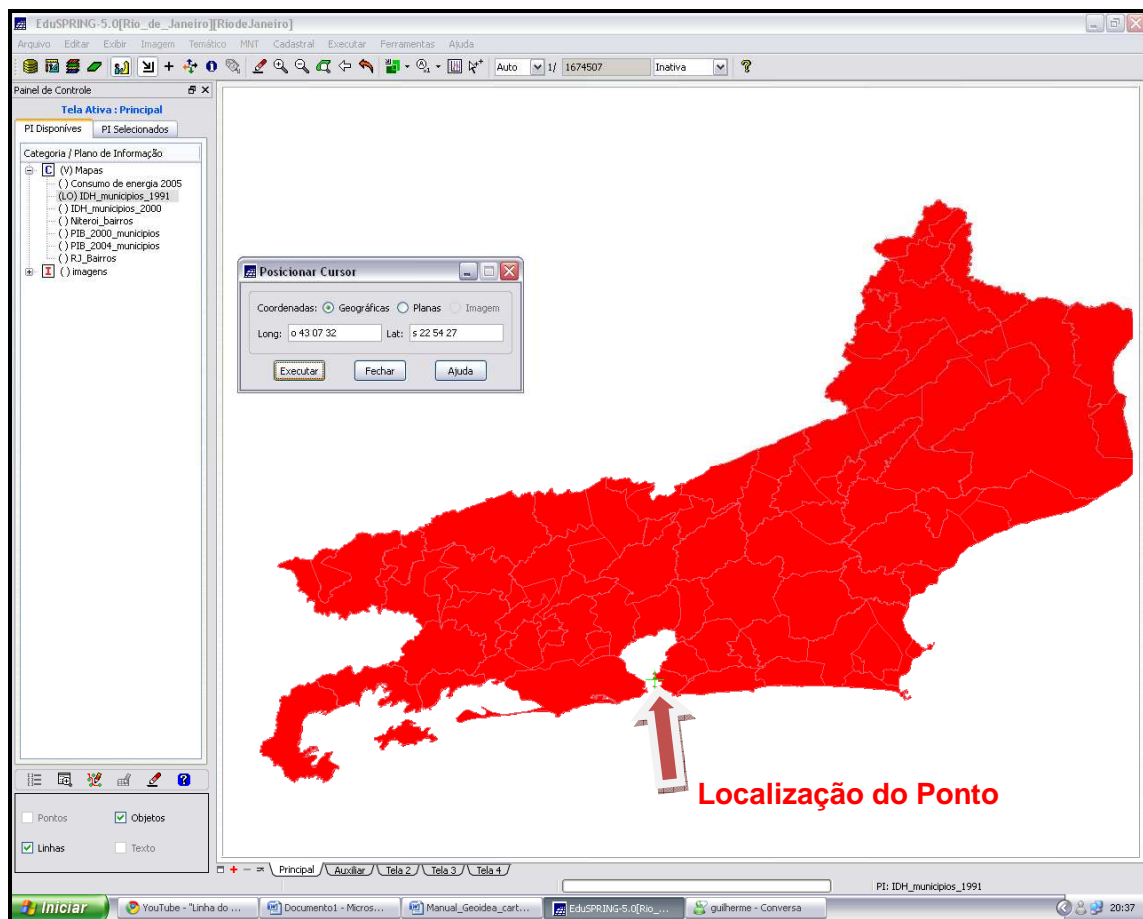 EduSPRING-5.0[Rio_de_Janeiro][RiodeJaneiro]
Arquivo Editar Exibir Imagem Temático MNT Cadastral Executar Ferramentas Ajuda
Auto 1/ 1674507 Inativa
Painel de Controle
Tela Ativa : Principal
PI Disponíves PI Selecionados
Categoria / Plano de Informação
C (V) Mapas
( ) Consumo de energia 2005
(LO) IDH_municipios_1991
( ) IDH_municipios_2000
( ) Niteroi_bairros
( ) PIB_2000_municipios
( ) PIB_2004_municipios
( ) RJ_Bairros
I ( ) imagens
Posicionar Cursor
Coordenadas: Geográficas Planas Imagem
Long: o 43 07 32 Lat: s 22 54 27
Executar Fechar Ajuda
Localização do Ponto
Pontos Objetos
Linhas Texto
Principal Auxiliar Tela 2 Tela 3 Tela 4
PI: IDH_municipios_1991
Iniciar YouTube - "Linha do ... Documento1 - Micros... Manual_Geoidea_cart... EduSPRING-5.0[Rio_... guilherme - Conversa 20:37